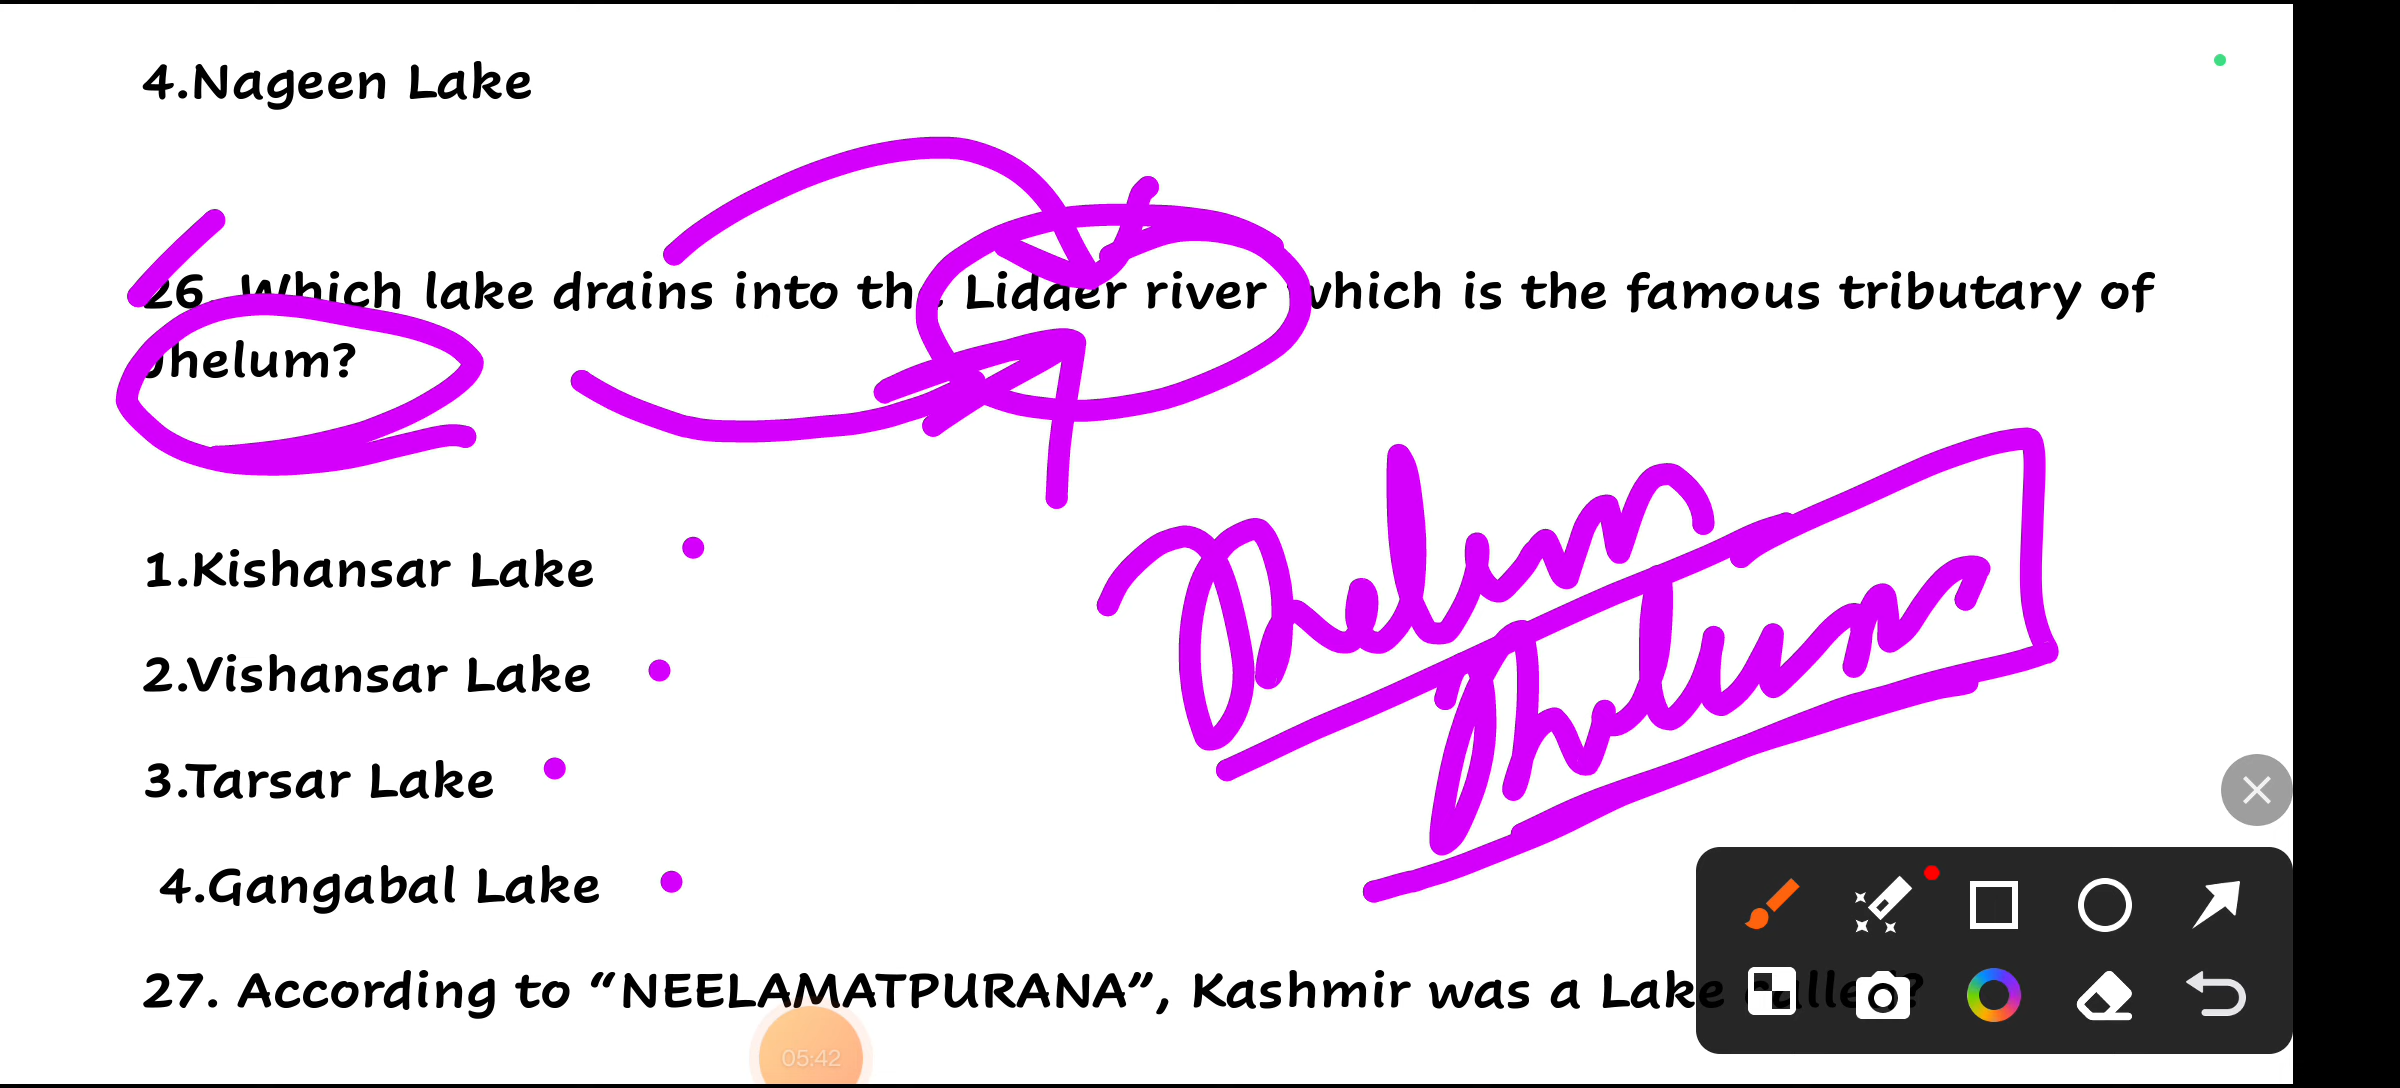 4.Nageen Lake
26. Which lake drains into the Lidder river which is the famous tributary of
Jhelum?
Jhelum
Jhelum
1.Kishansar Lake
2.Vishansar Lake
3.Tarsar Lake
4.Gangabal Lake
27. According to “NEELAMATPURANA”, Kashmir was a Lake called?
05:42